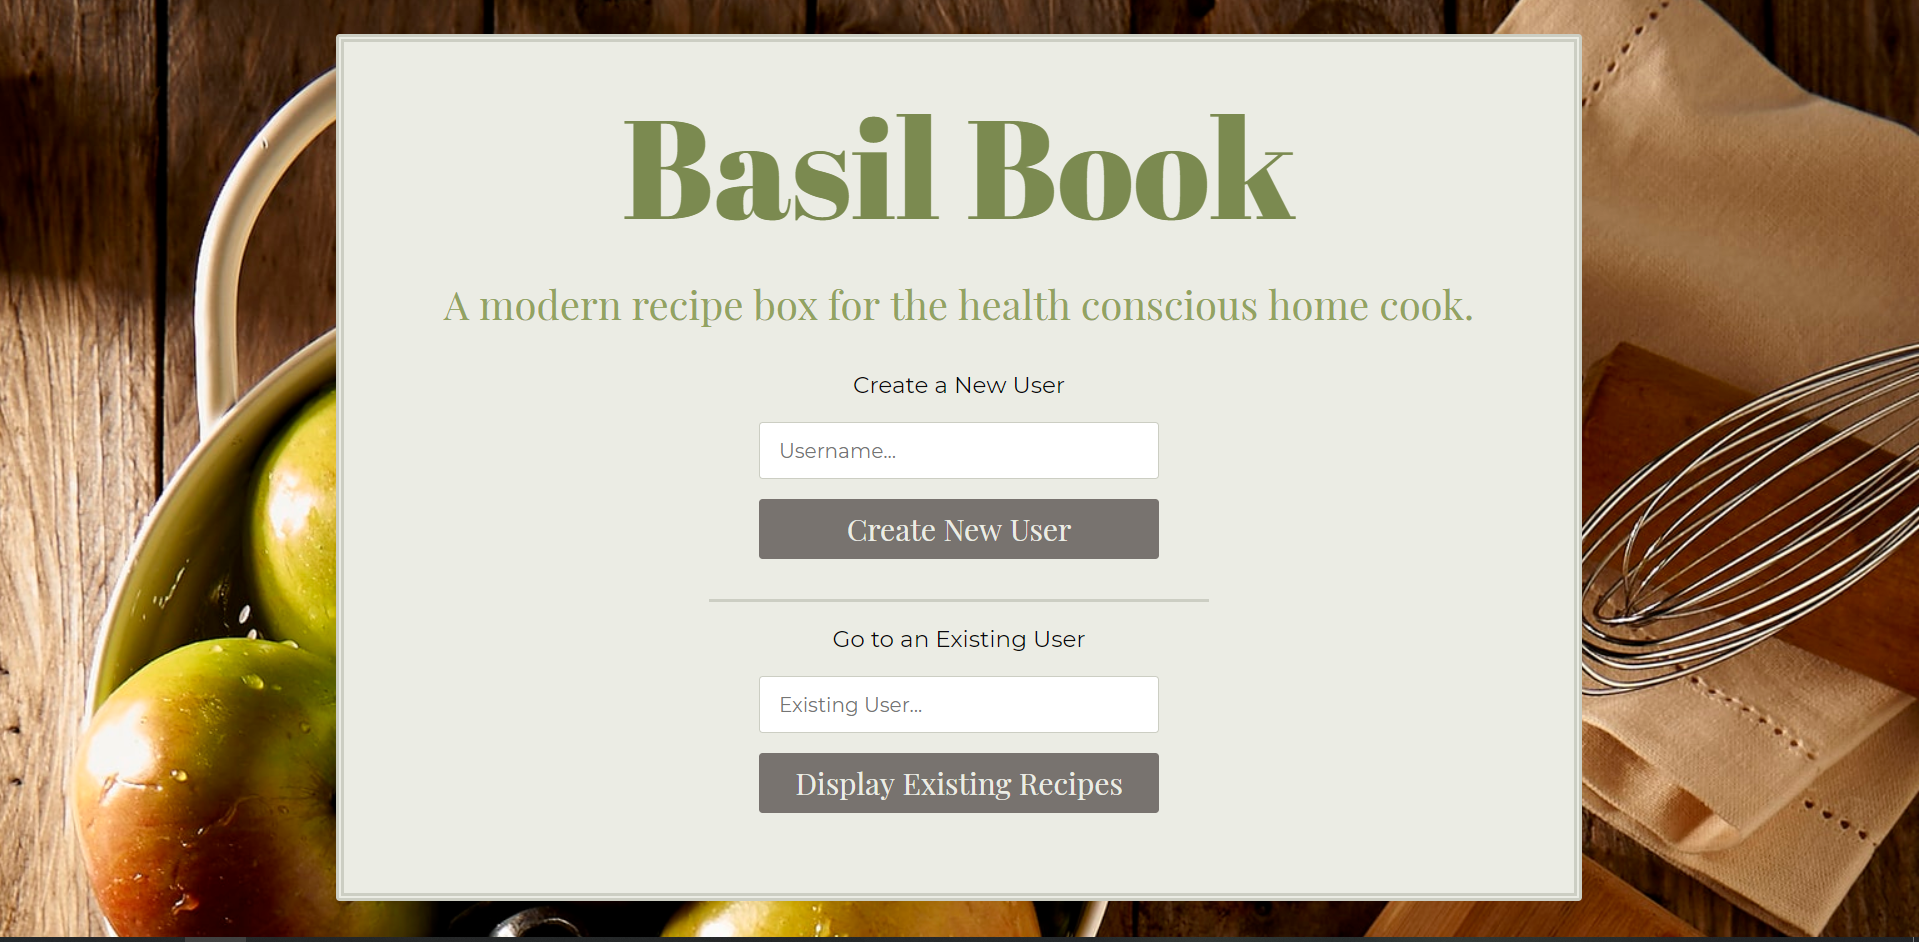 Basil Book
A modern recipe box for the health conscious home cook.
Create a New User
Username...
Create New User
Go to an Existing User
Existing User...
Display Existing Recipes